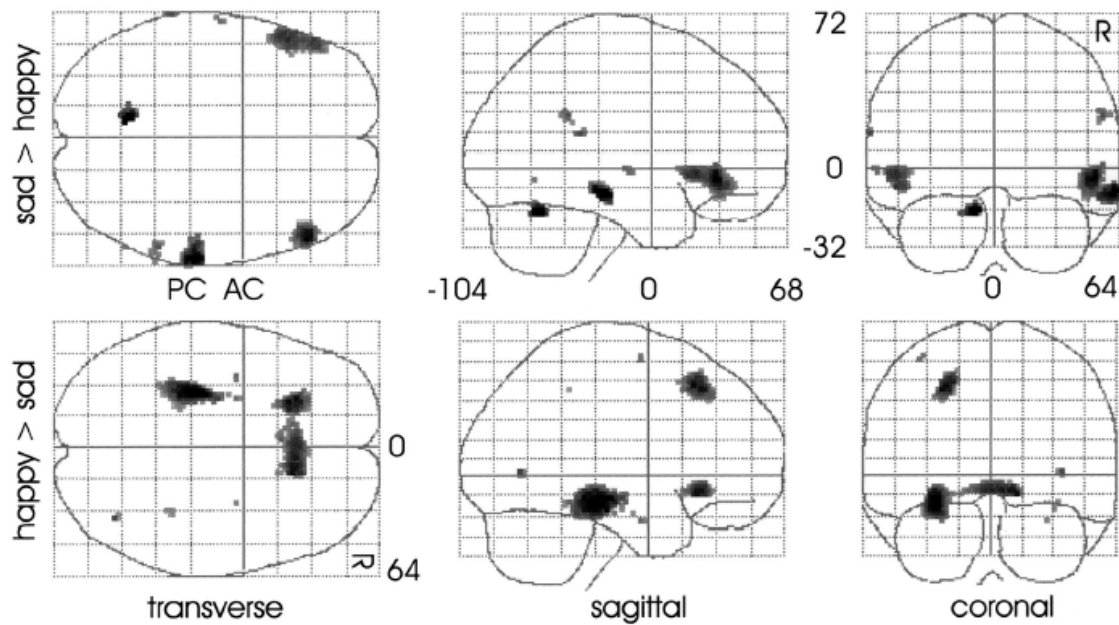 sad > happy
72
R
0
-32
PC AC
-104
0
68
0
64
happy > sad
0
R
64
transverse
sagittal
coronal